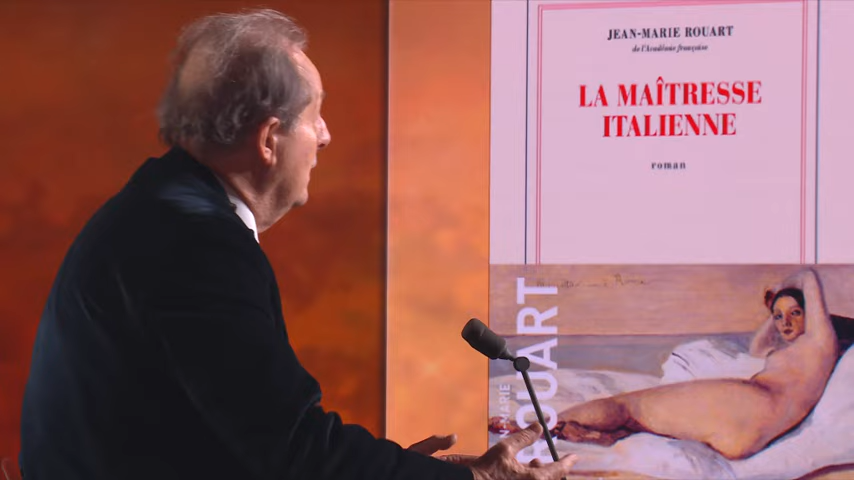 JEAN-MARIE ROUART
de l'Académie française
LA MAÎTRESSE
ITALIENNE
roman
ROUART